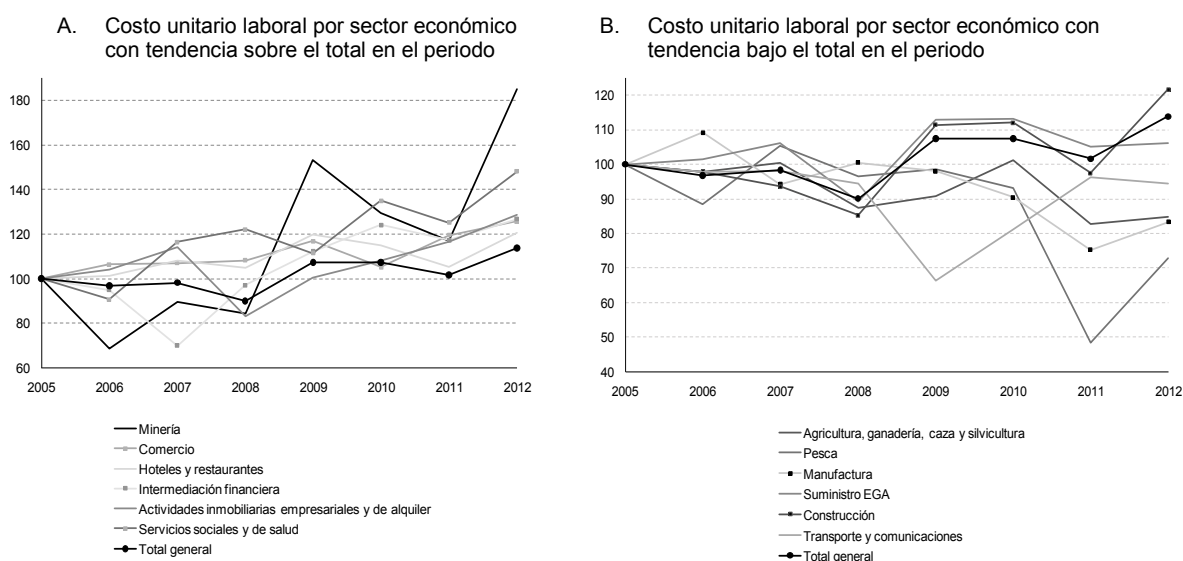 A. Costo unitario laboral por sector económico
con tendencia sobre el total en el periodo
180
160
140
120
100
80
60
2005 2006 2007 2008 2009 2010 2011 2012
Minería
Comercio
Hoteles y restaurantes
Intermediación financiera
Actividades inmobiliarias empresariales y de alquiler
Servicios sociales y de salud
Total general
B. Costo unitario laboral por sector económico con
tendencia bajo el total en el periodo
120
110
100
90
80
70
60
50
40
2005 2006 2007 2008 2009 2010 2011 2012
Agricultura, ganadería, caza y silvicultura
Pesca
Manufactura
Suministro EGA
Construcción
Transporte y comunicaciones
Total general